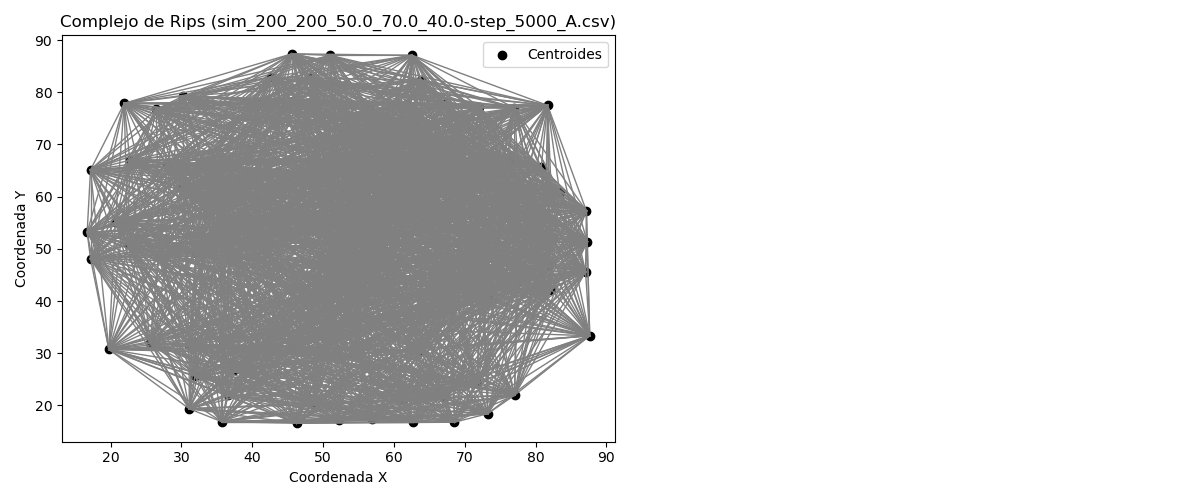 Complejo de Rips (sim_200_200_50.0_70.0_40.0-step_5000_A.csv)
Centroides
90
80
70
60
50
40
30
20
Coordenada Y
20 30 40 50 60 70 80 90
Coordenada X